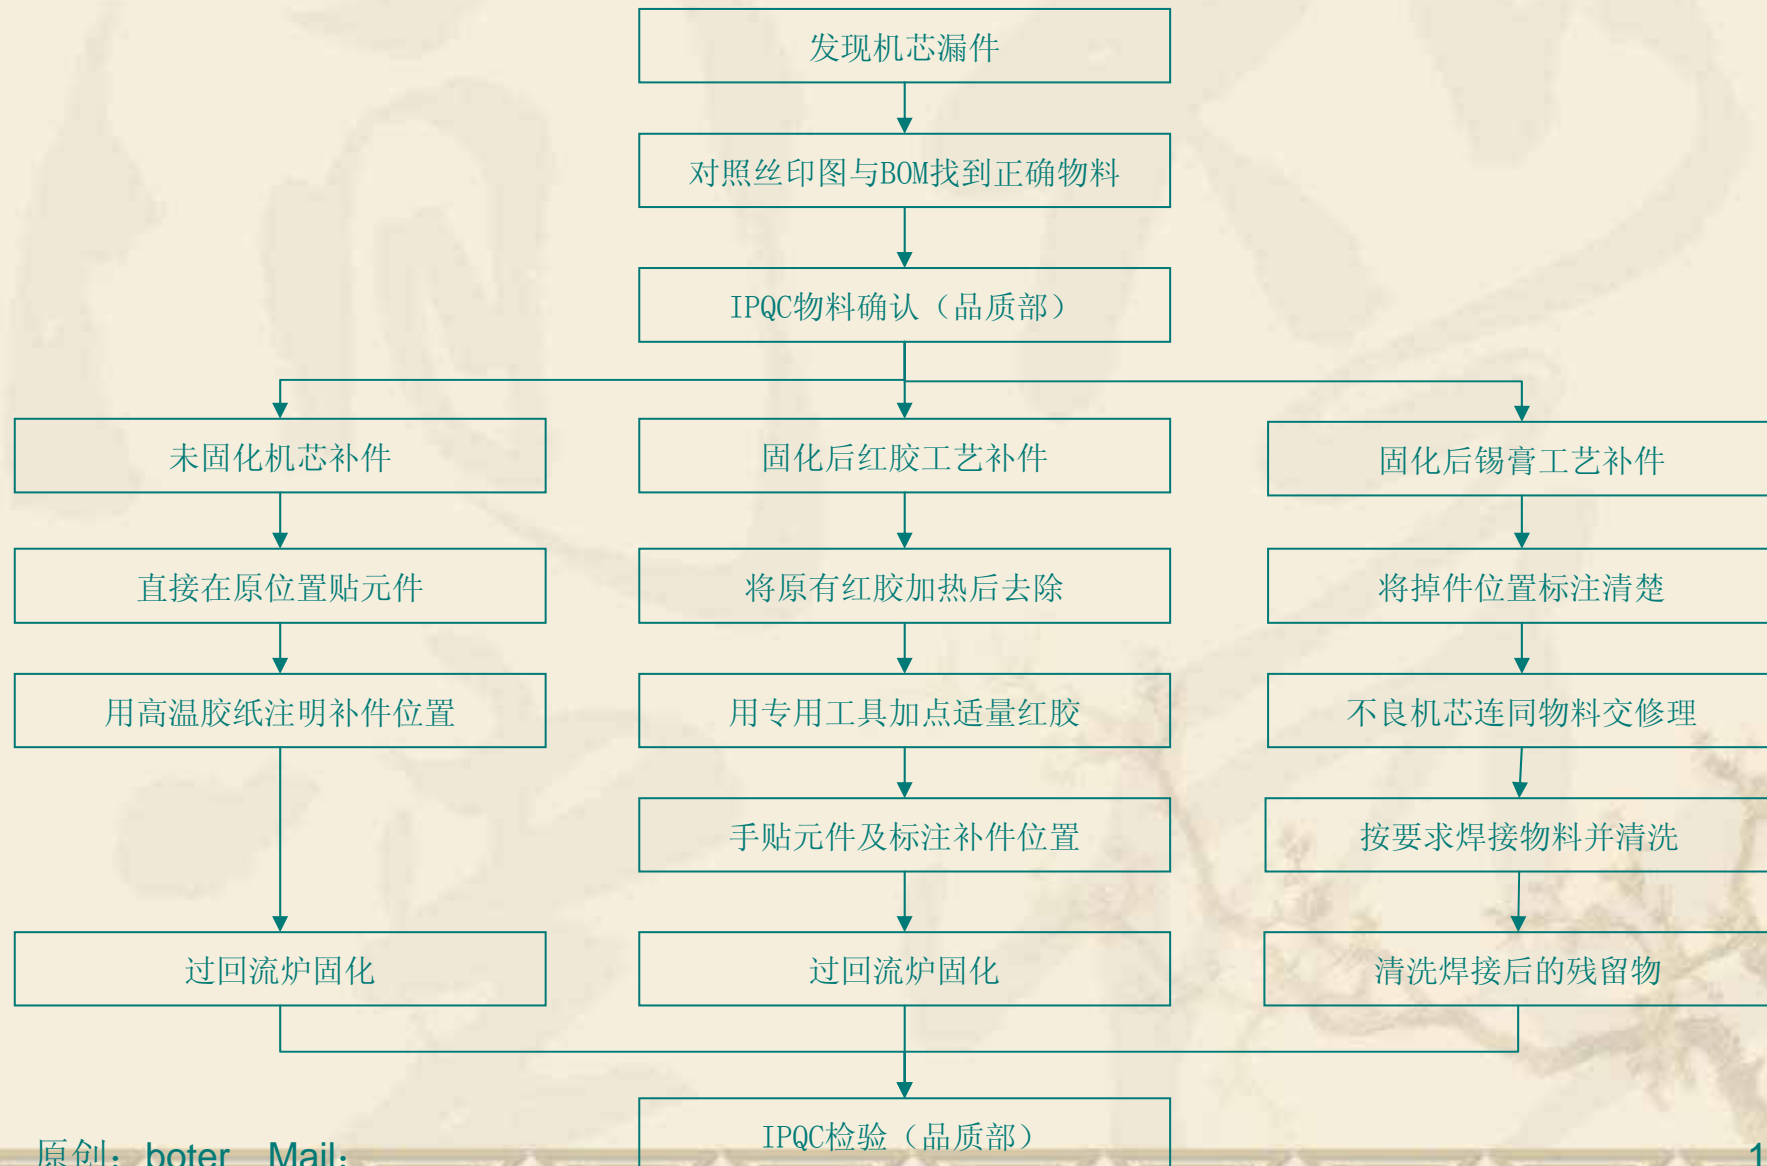 发现机芯漏件
对照丝印图与BOM找到正确物料
IPQC物料确认（品质部）
未固化机芯补件
固化后红胶工艺补件
固化后锡膏工艺补件
直接在原位置贴元件
将原有红胶加热后去除
将掉件位置标注清楚
用高温胶纸注明补件位置
用专用工具加点适量红胶
不良机芯连同物料交修理
手贴元件及标注补件位置
按要求焊接物料并清洗
过回流炉固化
过回流炉固化
清洗焊接后的残留物
IPQC检验（品质部）
原创：boter Mail：
1